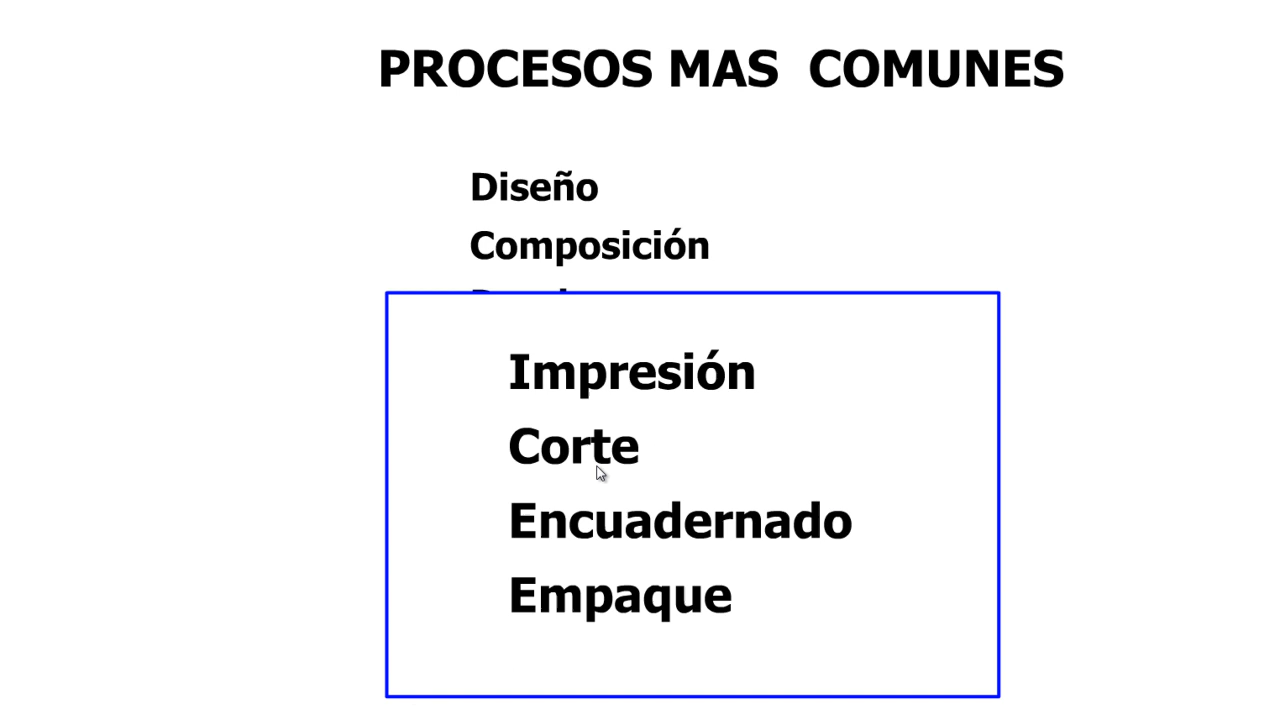 PROCESOS MAS  COMUNES
Diseño
Composición
Impresión
Corte
Encuadernado
Empaque